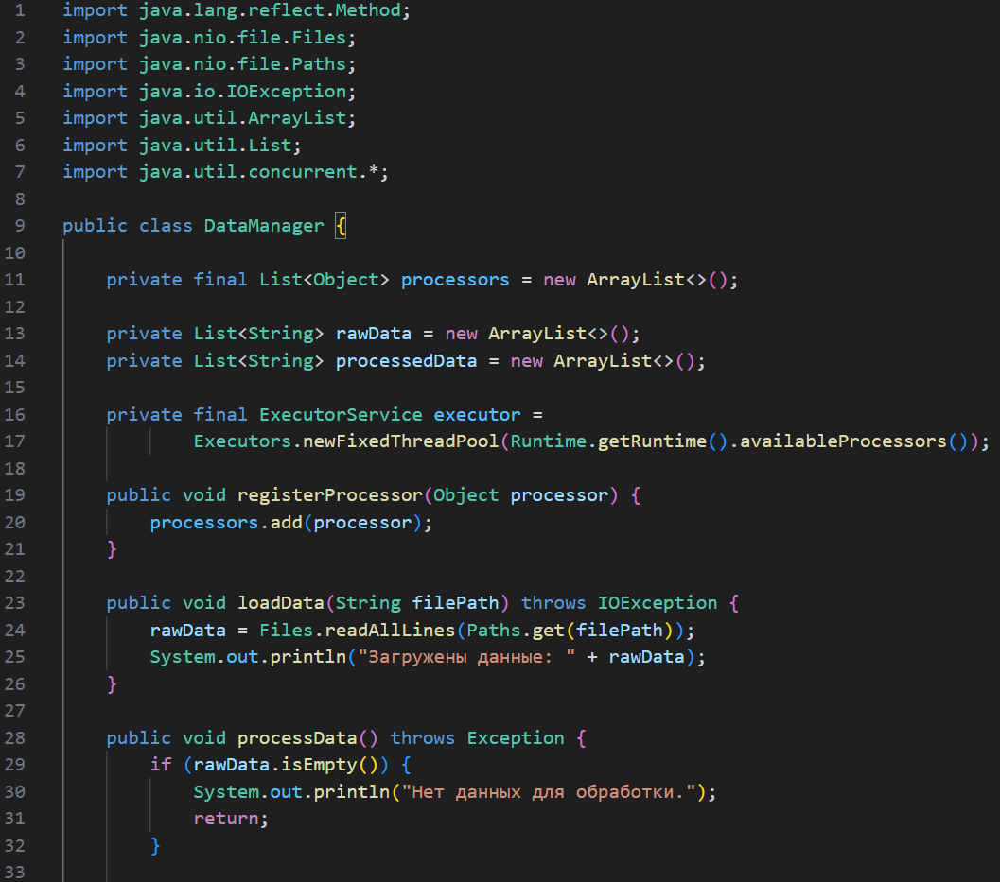 1 import java.lang.reflect.Method;
2 import java.nio.file.Files;
3 import java.nio.file.Paths;
4 import java.io.IOException;
5 import java.util.ArrayList;
6 import java.util.List;
7 import java.util.concurrent.*;
8
9 public class DataManager {
10
11     private final List<Object> processors = new ArrayList<>();
12
13     private List<String> rawData = new ArrayList<>();
14     private List<String> processedData = new ArrayList<>();
15
16     private final ExecutorService executor =
17             Executors.newFixedThreadPool(Runtime.getRuntime().availableProcessors());
18
19     public void registerProcessor(Object processor) {
20         processors.add(processor);
21     }
22
23     public void loadData(String filePath) throws IOException {
24         rawData = Files.readAllLines(Paths.get(filePath));
25         System.out.println("Загружены данные: " + rawData);
26     }
27
28     public void processData() throws Exception {
29         if (rawData.isEmpty()) {
30             System.out.println("Нет данных для обработки.");
31             return;
32         }
33